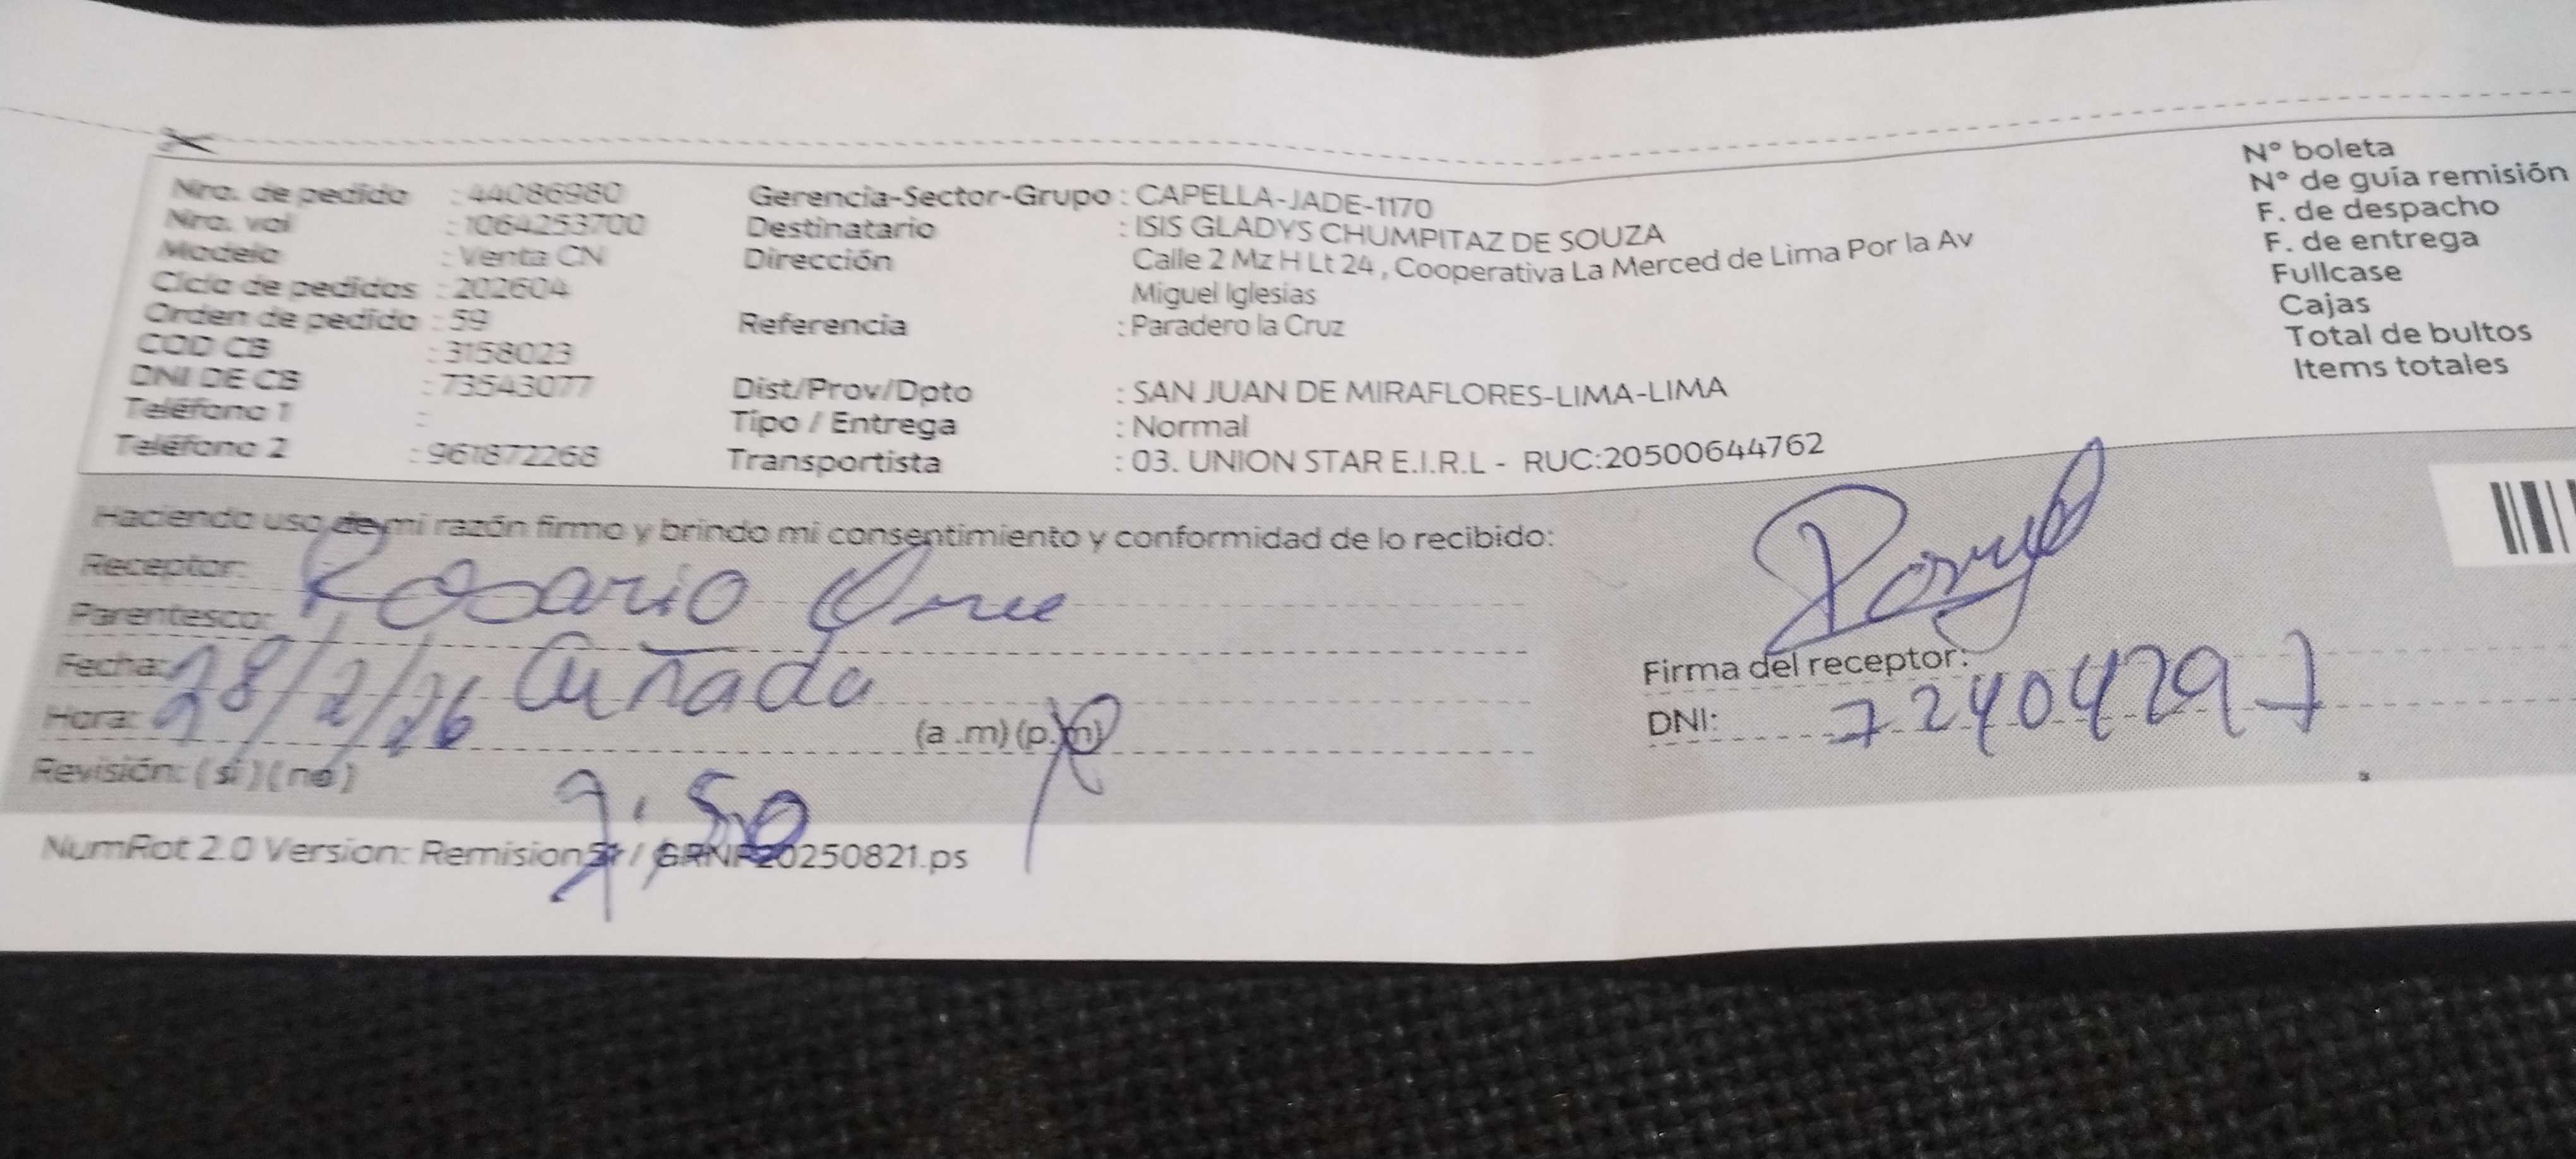 Nro. de pedido : 44086980
Nro. val : 1064253700
Modelo : Venta CN
Ciclo de pedidos : 202604
Orden de pedido : 59
COD CB : 3158023
DNI DE CB : 73543077
Teléfono 1 :
Teléfono 2 : 961872268
Gerencia-Sector-Grupo : CAPELLA-JADE-1170
Destinatario : ISIS GLADYS CHUMPITAZ DE SOUZA
Dirección : Calle 2 Mz H Lt 24 , Cooperativa La Merced de Lima Por la Av
Miguel Iglesias
Referencia : Paradero la Cruz
Dist/Prov/Dpto : SAN JUAN DE MIRAFLORES-LIMA-LIMA
Tipo / Entrega : Normal
Transportista : 03. UNION STAR E.I.R.L - RUC:20500644762
N° boleta
N° de guía remisión
F. de despacho
F. de entrega
Fullcase
Cajas
Total de bultos
Items totales
Haciendo uso de mi razón firmo y brindo mi consentimiento y conformidad de lo recibido:
Receptor: Rosario
Parentesco: Cuñada
Fecha: 28/2/26
Hora: (a .m) (p.m)
Revisión: ( si ) ( no )
Firma del receptor:
DNI: 72404297
NumRot 2.0 Version: / GRNP20250821.ps